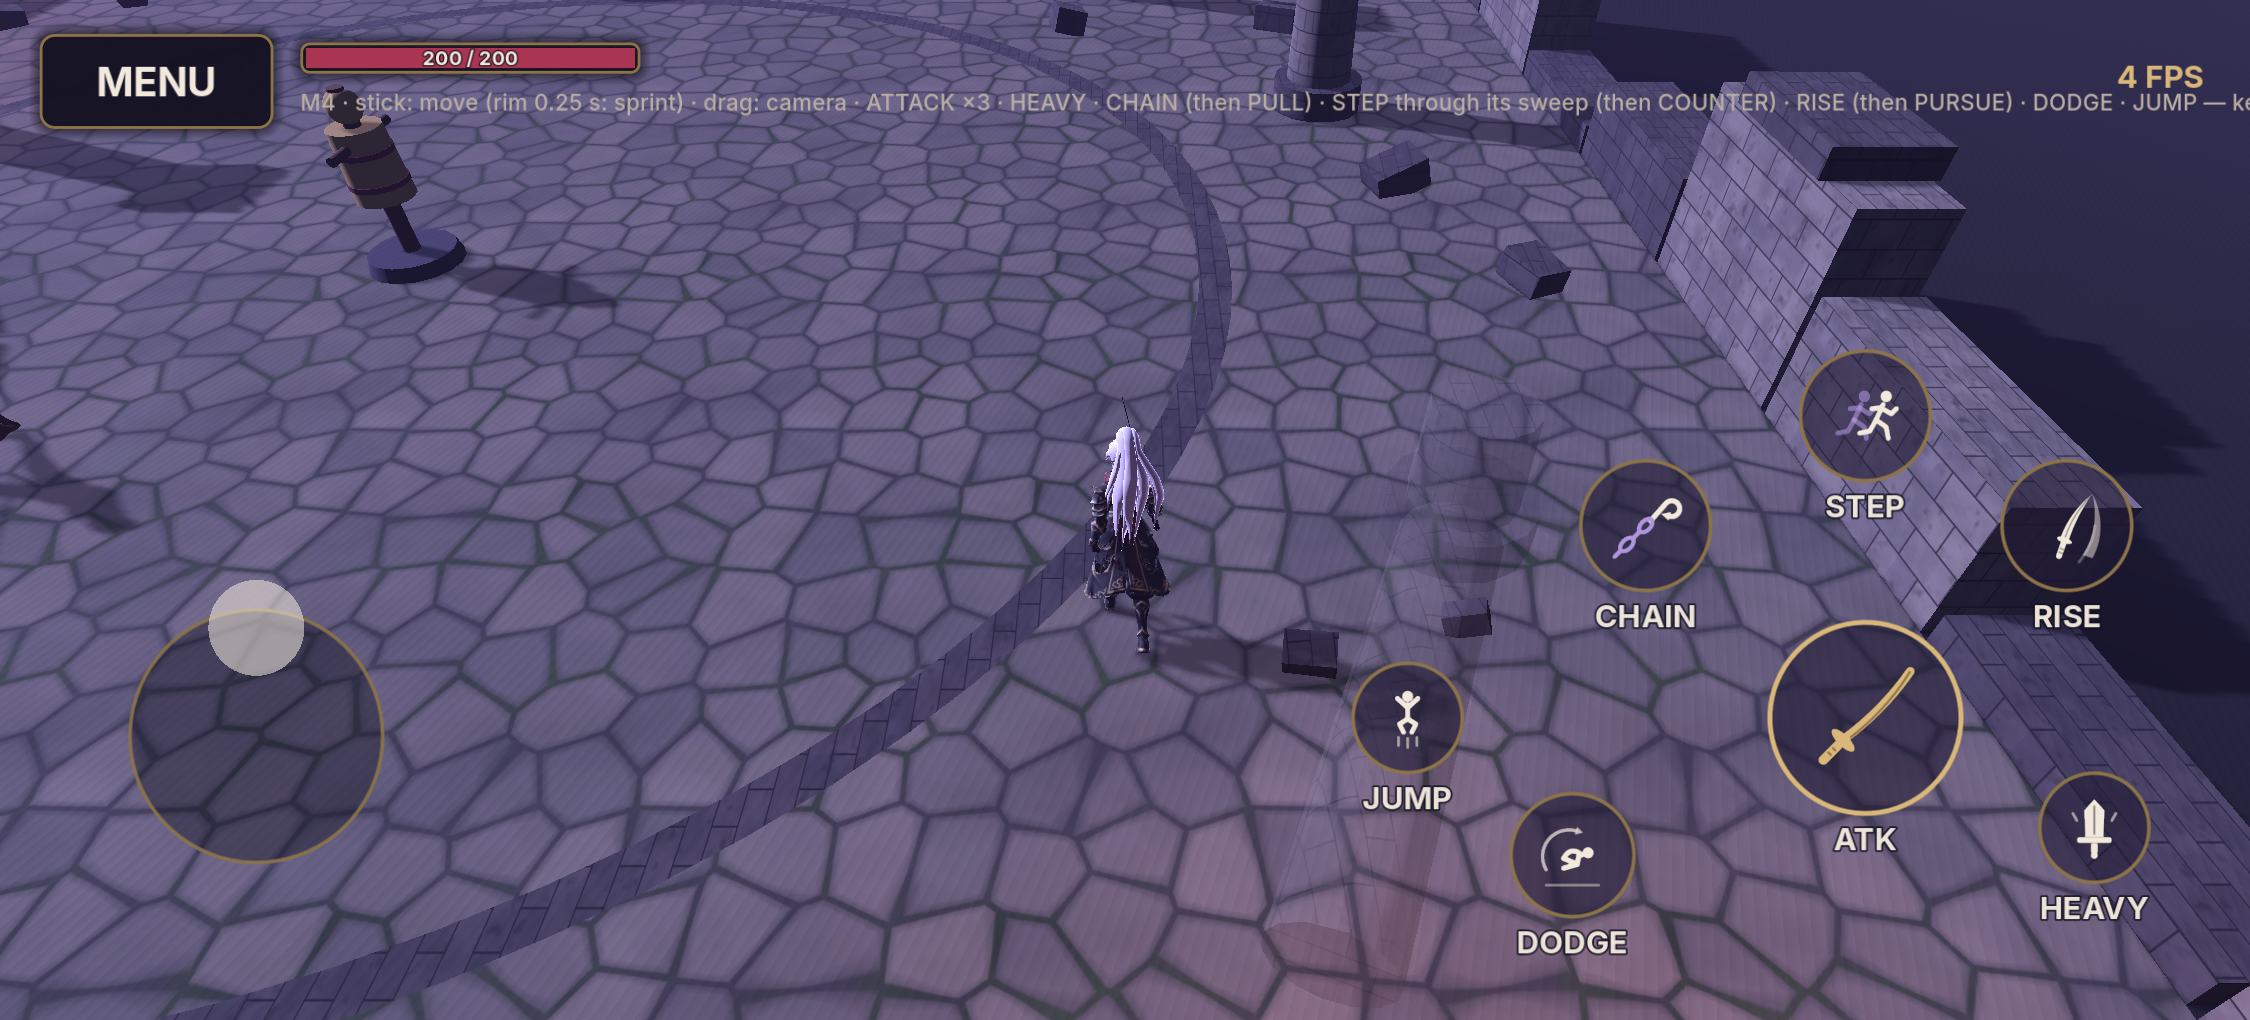 MENU
200 / 200
4 FPS
M4 · stick: move (rim 0.25 s: sprint) · drag: camera · ATTACK ×3 · HEAVY · CHAIN (then PULL) · STEP through its sweep (then COUNTER) · RISE (then PURSUE) · DODGE · JUMP — ke
STEP
CHAIN
RISE
JUMP
ATK
HEAVY
DODGE